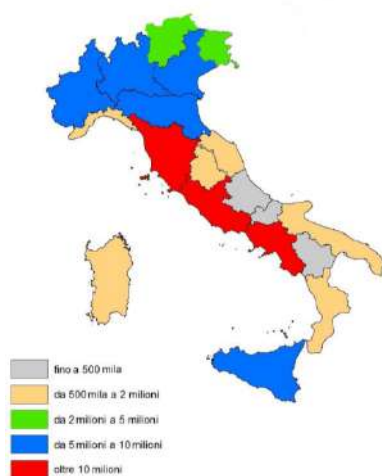 fino a 500 mila
da 500 mila a 2 milioni
da 2 milioni a 5 milioni
da 5 milioni a 10 milioni
oltre 10 milioni